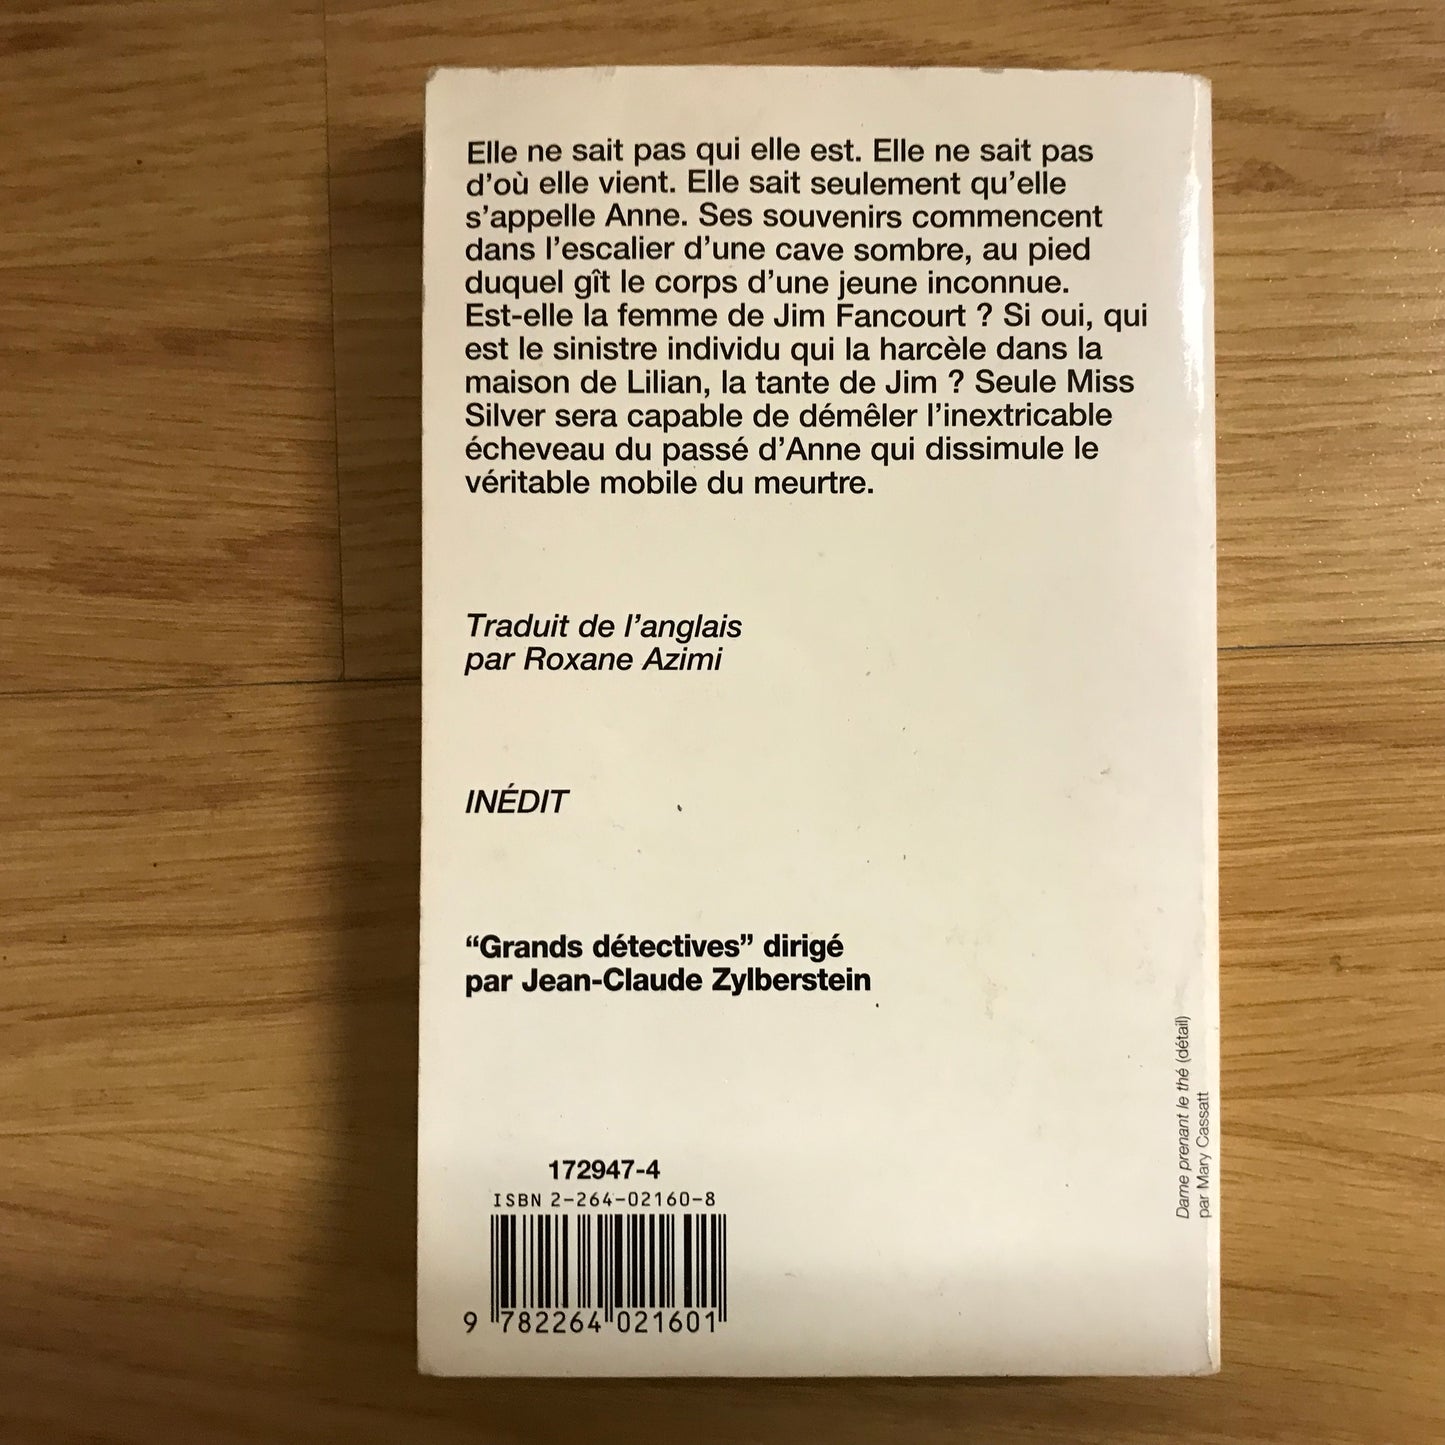 Elle ne sait pas qui elle est. Elle ne sait pas
d’où elle vient. Elle sait seulement qu’elle
s’appelle Anne. Ses souvenirs commencent
dans l’escalier d’une cave sombre, au pied
duquel gît le corps d’une jeune inconnue.
Est-elle la femme de Jim Fancourt ? Si oui, qui
est le sinistre individu qui la harcèle dans la
maison de Lilian, la tante de Jim ? Seule Miss
Silver sera capable de démêler l’inextricable
écheveau du passé d’Anne qui dissimule le
véritable mobile du meurtre.
Traduit de l’anglais
par Roxane Azimi
INÉDIT
“Grands détectives” dirigé
par Jean-Claude Zylberstein
172947-4
ISBN 2-264-02160-8
9 782264 021601
Dame prenant le thé (détail)
par Mary Cassatt